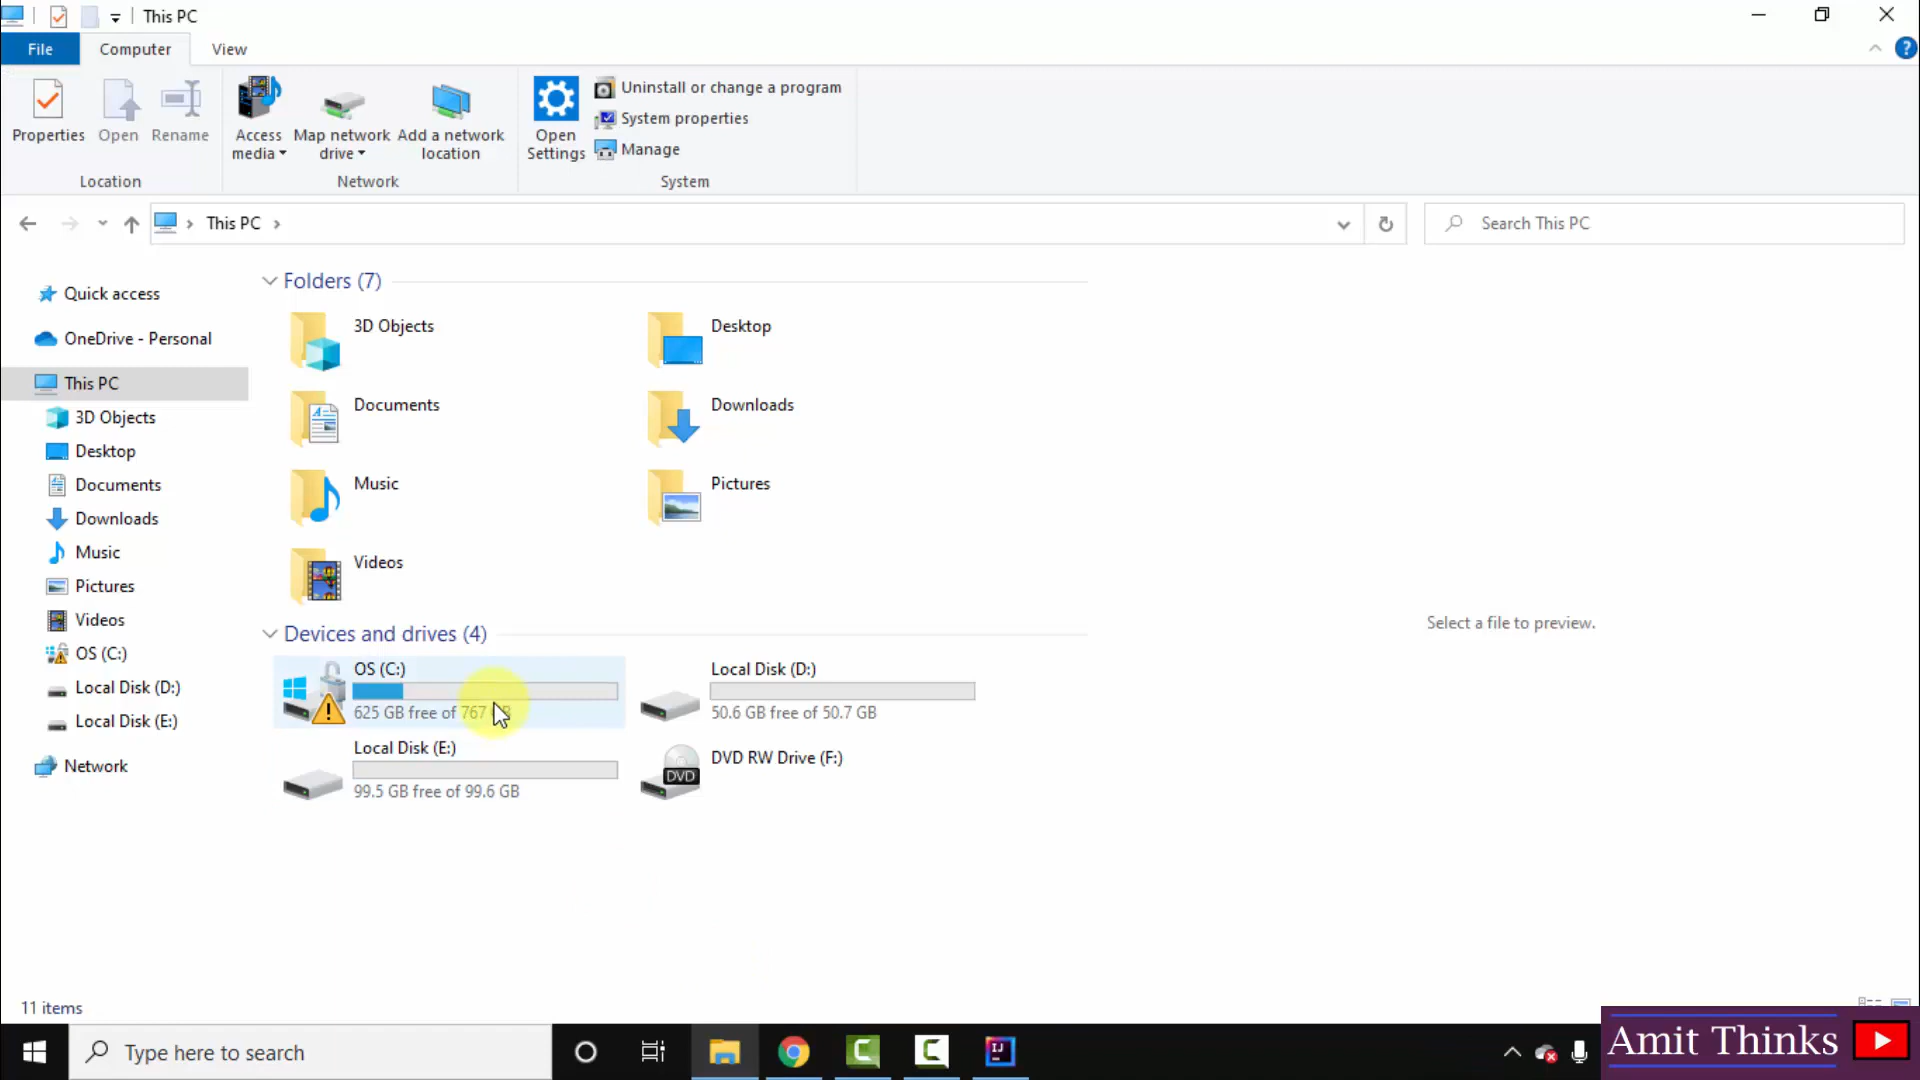 This PC
File Computer View
Properties Open Rename Access media Map network drive Add a network location Open Settings Uninstall or change a program
System properties
Manage
Location Network System
This PC
Search This PC
Quick access
OneDrive - Personal
This PC
3D Objects
Desktop
Documents
Downloads
Music
Pictures
Videos
OS (C:)
Local Disk (D:)
Local Disk (E:)
Network
Folders (7)
3D Objects Desktop
Documents Downloads
Music Pictures
Videos
Devices and drives (4)
OS (C:) Local Disk (D:)
625 GB free of 767 50.6 GB free of 50.7 GB
Local Disk (E:) DVD RW Drive (F:)
DVD
99.5 GB free of 99.6 GB
Select a file to preview.
11 items
Type here to search
IJ
Amit Thinks